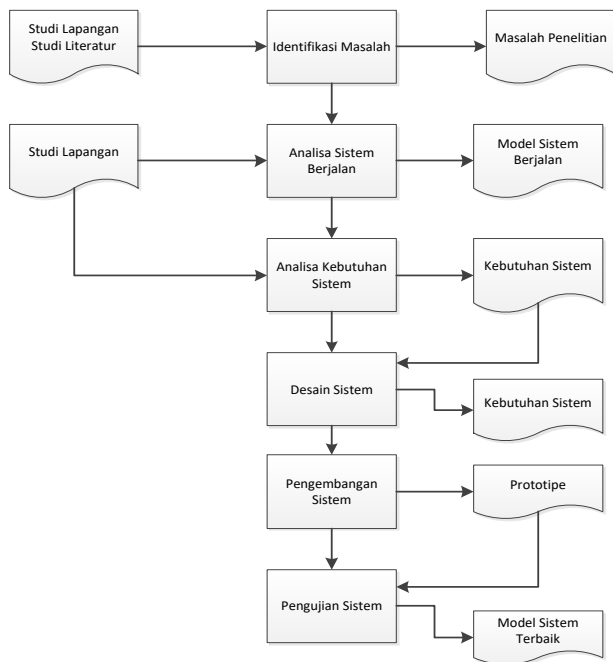 Studi Lapangan
Studi Literatur
Identifikasi Masalah
Masalah Penelitian
Studi Lapangan
Analisa Sistem
Berjalan
Model Sistem
Berjalan
Analisa Kebutuhan
Sistem
Kebutuhan Sistem
Desain Sistem
Kebutuhan Sistem
Pengembangan
Sistem
Prototipe
Pengujian Sistem
Model Sistem
Terbaik